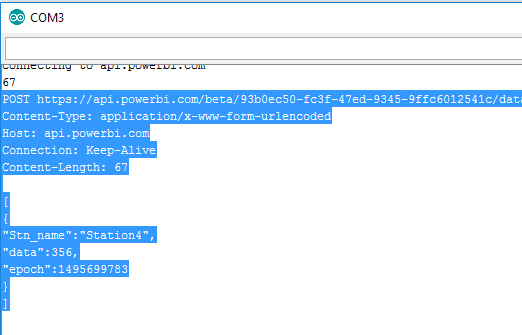 COM3
Connecting to api.powerbi.com
67
POST https://api.powerbi.com/beta/93b0ec50-fc3f-47ed-9345-9ffc6012541c/dat
Content-Type: application/x-www-form-urlencoded
Host: api.powerbi.com
Connection: Keep-Alive
Content-Length: 67
[
{
"Stn_name":"Station4",
"data":356,
"epoch":1495699783
}
]